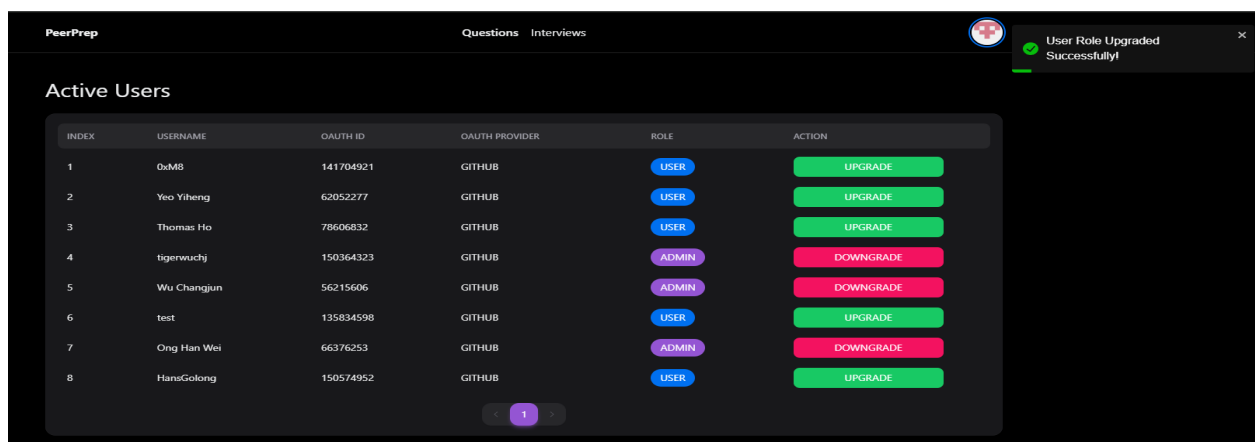 PeerPrep Questions Interviews
User Role Upgraded
Successfully!
Active Users
INDEX USERNAME OAUTH ID OAUTH PROVIDER ROLE ACTION
1 0xM8 141704921 GITHUB USER UPGRADE
2 Yeo Yiheng 62052277 GITHUB USER UPGRADE
3 Thomas Ho 78606832 GITHUB USER UPGRADE
4 tigerwuchj 150364323 GITHUB ADMIN DOWNGRADE
5 Wu Changjun 56215606 GITHUB ADMIN DOWNGRADE
6 test 135834598 GITHUB USER UPGRADE
7 Ong Han Wei 66376253 GITHUB ADMIN DOWNGRADE
8 HansGolong 150574952 GITHUB USER UPGRADE
< 1 >